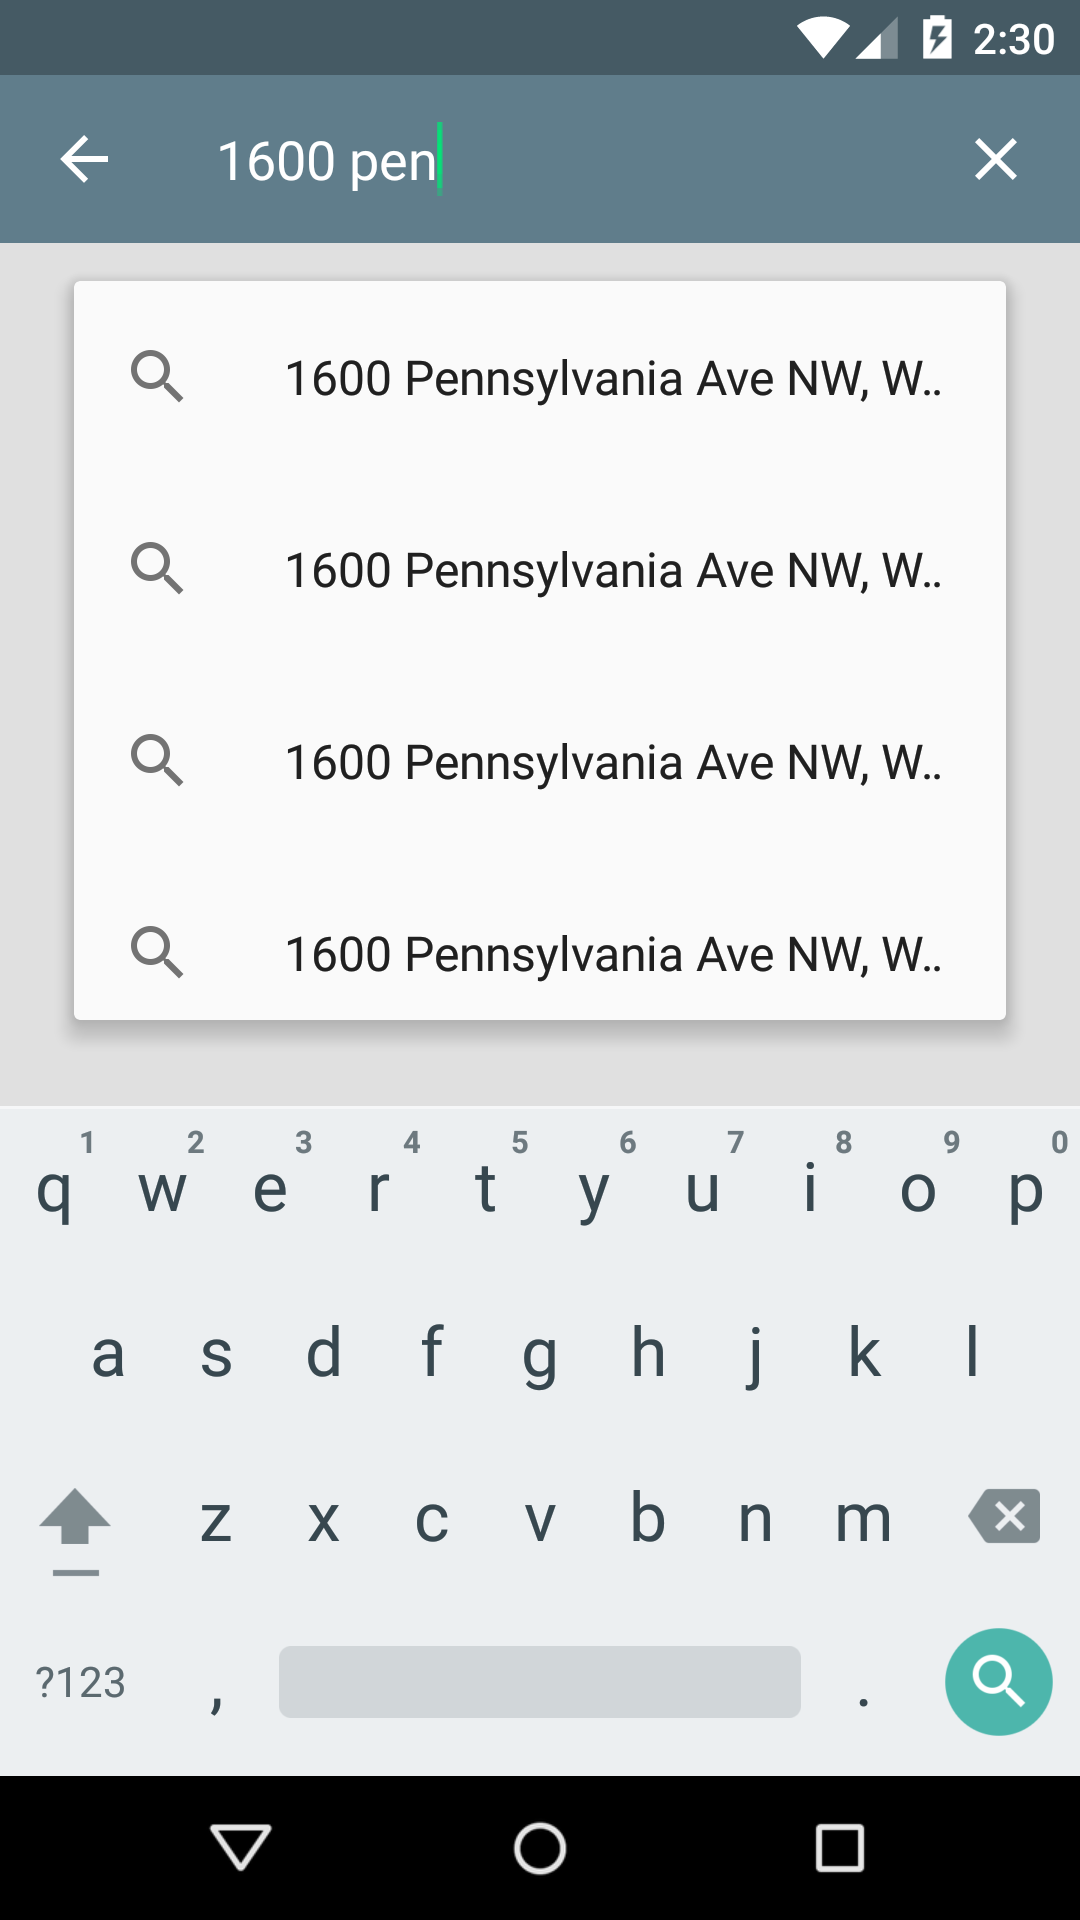 2:30
1600 pen
1600 Pennsylvania Ave NW, W..
1600 Pennsylvania Ave NW, W..
1600 Pennsylvania Ave NW, W..
1600 Pennsylvania Ave NW, W..
1 2 3 4 5 6 7 8 9 0
q w e r t y u i o p
a s d f g h j k l
z x c v b n m
?123 , .